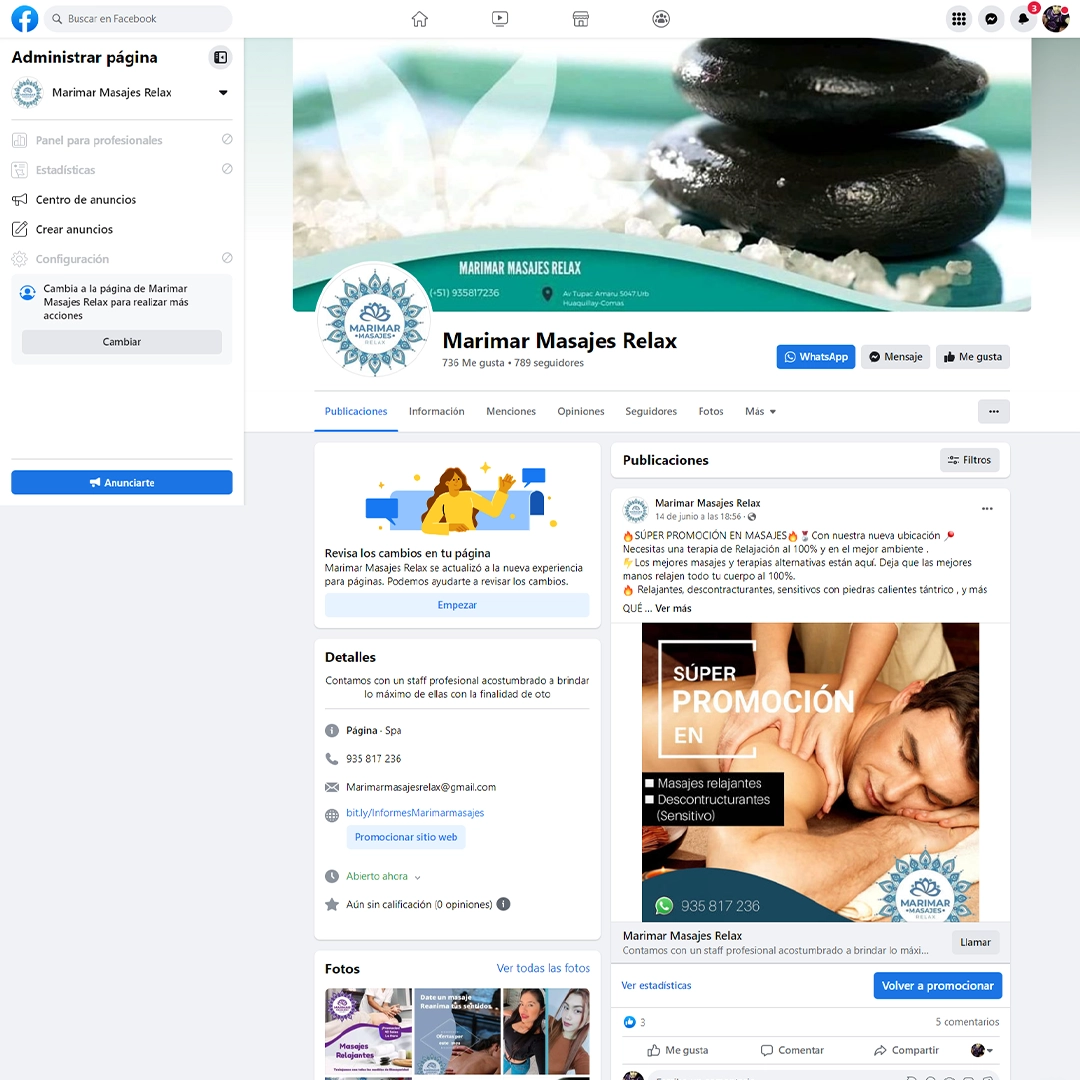 Buscar en Facebook
3
Administrar página
Marimar Masajes Relax
Panel para profesionales
Estadísticas
Centro de anuncios
Crear anuncios
Configuración
Cambia a la página de Marimar
Masajes Relax para realizar más
acciones
Cambiar
Anunciarte
MARIMAR MASAJES RELAX
(+51) 935817236
Av Tupac Amaru 5047.Urb
Huaquillay-Comas
MARIMAR
•MASAJES•
RELAX
Marimar Masajes Relax
736 Me gusta • 789 seguidores
WhatsApp
Mensaje
Me gusta
Publicaciones
Información
Menciones
Opiniones
Seguidores
Fotos
Más
Revisa los cambios en tu página
Marimar Masajes Relax se actualizó a la nueva experiencia
para páginas. Podemos ayudarte a revisar los cambios.
Empezar
Detalles
Contamos con un staff profesional acostumbrado a brindar
lo máximo de ellas con la finalidad de oto
Página · Spa
935 817 236
Marimarmasajesrelax@gmail.com
bit.ly/InformesMarimarmasajes
Promocionar sitio web
Abierto ahora
Aún sin calificación (0 opiniones)
Fotos
Ver todas las fotos
Masajes
Relajantes
Date un masaje
Reanima tus sentidos
Publicaciones
Filtros
Marimar Masajes Relax
14 de junio a las 18:56 ·
SÚPER PROMOCIÓN EN MASAJES Con nuestra nueva ubicación
Necesitas una terapia de Relajación al 100% y en el mejor ambiente .
Los mejores masajes y terapias alternativas están aquí. Deja que las mejores
manos relajen todo tu cuerpo al 100%.
Relajantes, descontracturantes, sensitivos con piedras calientes tántrico , y más
QUÉ ... Ver más
SÚPER
PROMOCIÓN
EN
Masajes relajantes
Descontructurantes
(Sensitivo)
935 817 236
MARIMAR
•MASAJES•
RELAX
Marimar Masajes Relax
Contamos con un staff profesional acostumbrado a brindar lo máxi...
Llamar
Ver estadísticas
Volver a promocionar
3
5 comentarios
Me gusta
Comentar
Compartir